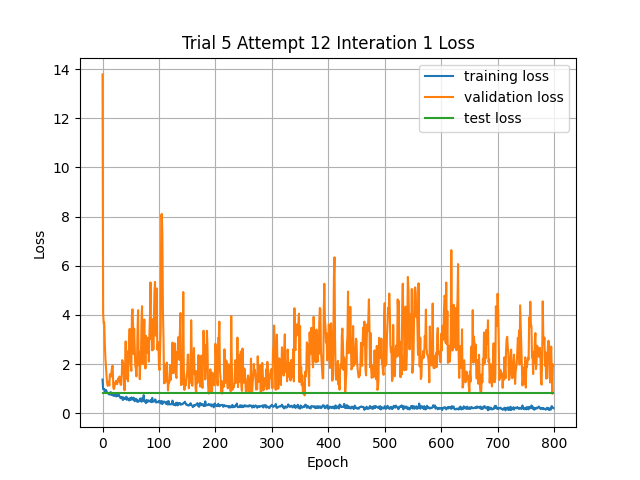 Trial 5 Attempt 12 Interation 1 Loss
training loss
validation loss
test loss
14
12
10
8
6
4
2
0
Loss
0 100 200 300 400 500 600 700 800
Epoch